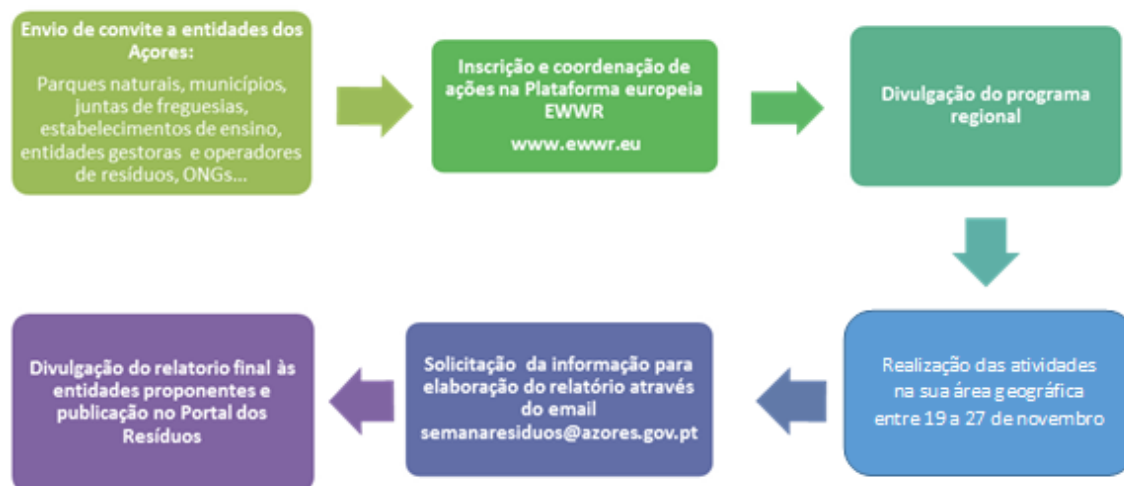 Envio de convite a entidades dos
Açores:
Parques naturais, municípios,
juntas de freguesias,
estabelecimentos de ensino,
entidades gestoras e operadores
de resíduos, ONGs...
Inscrição e coordenação de
ações na Plataforma europeia
EWWR
www.ewwr.eu
Divulgação do programa
regional
Realização das atividades
na sua área geográfica
entre 19 a 27 de novembro
Solicitação da informação para
elaboração do relatório através
do email
semanaresiduos@azores.gov.pt
Divulgação do relatorio final às
entidades proponentes e
publicação no Portal dos
Resíduos